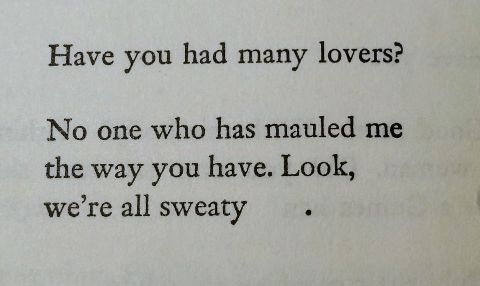 Have you had many lovers?
No one who has mauled me
the way you have. Look,
we're all sweaty .